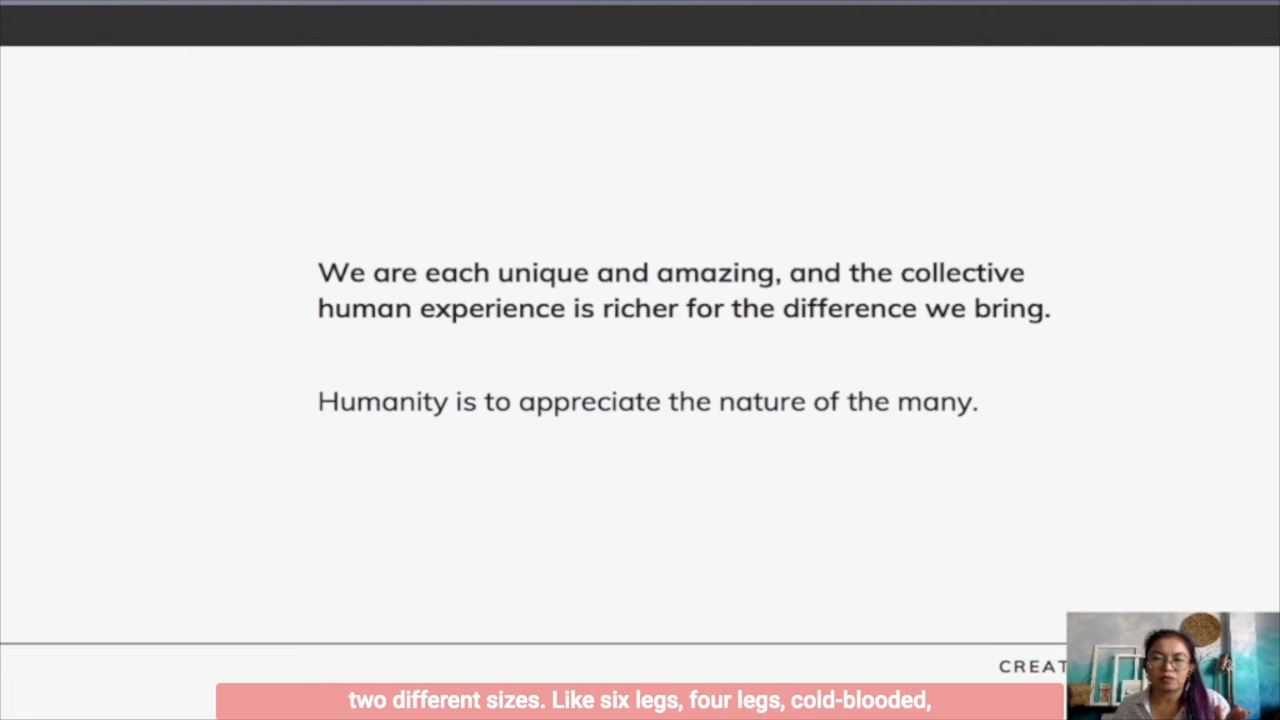 We are each unique and amazing, and the collective
human experience is richer for the difference we bring.
Humanity is to appreciate the nature of the many.
CREAT
two different sizes. Like six legs, four legs, cold-blooded,